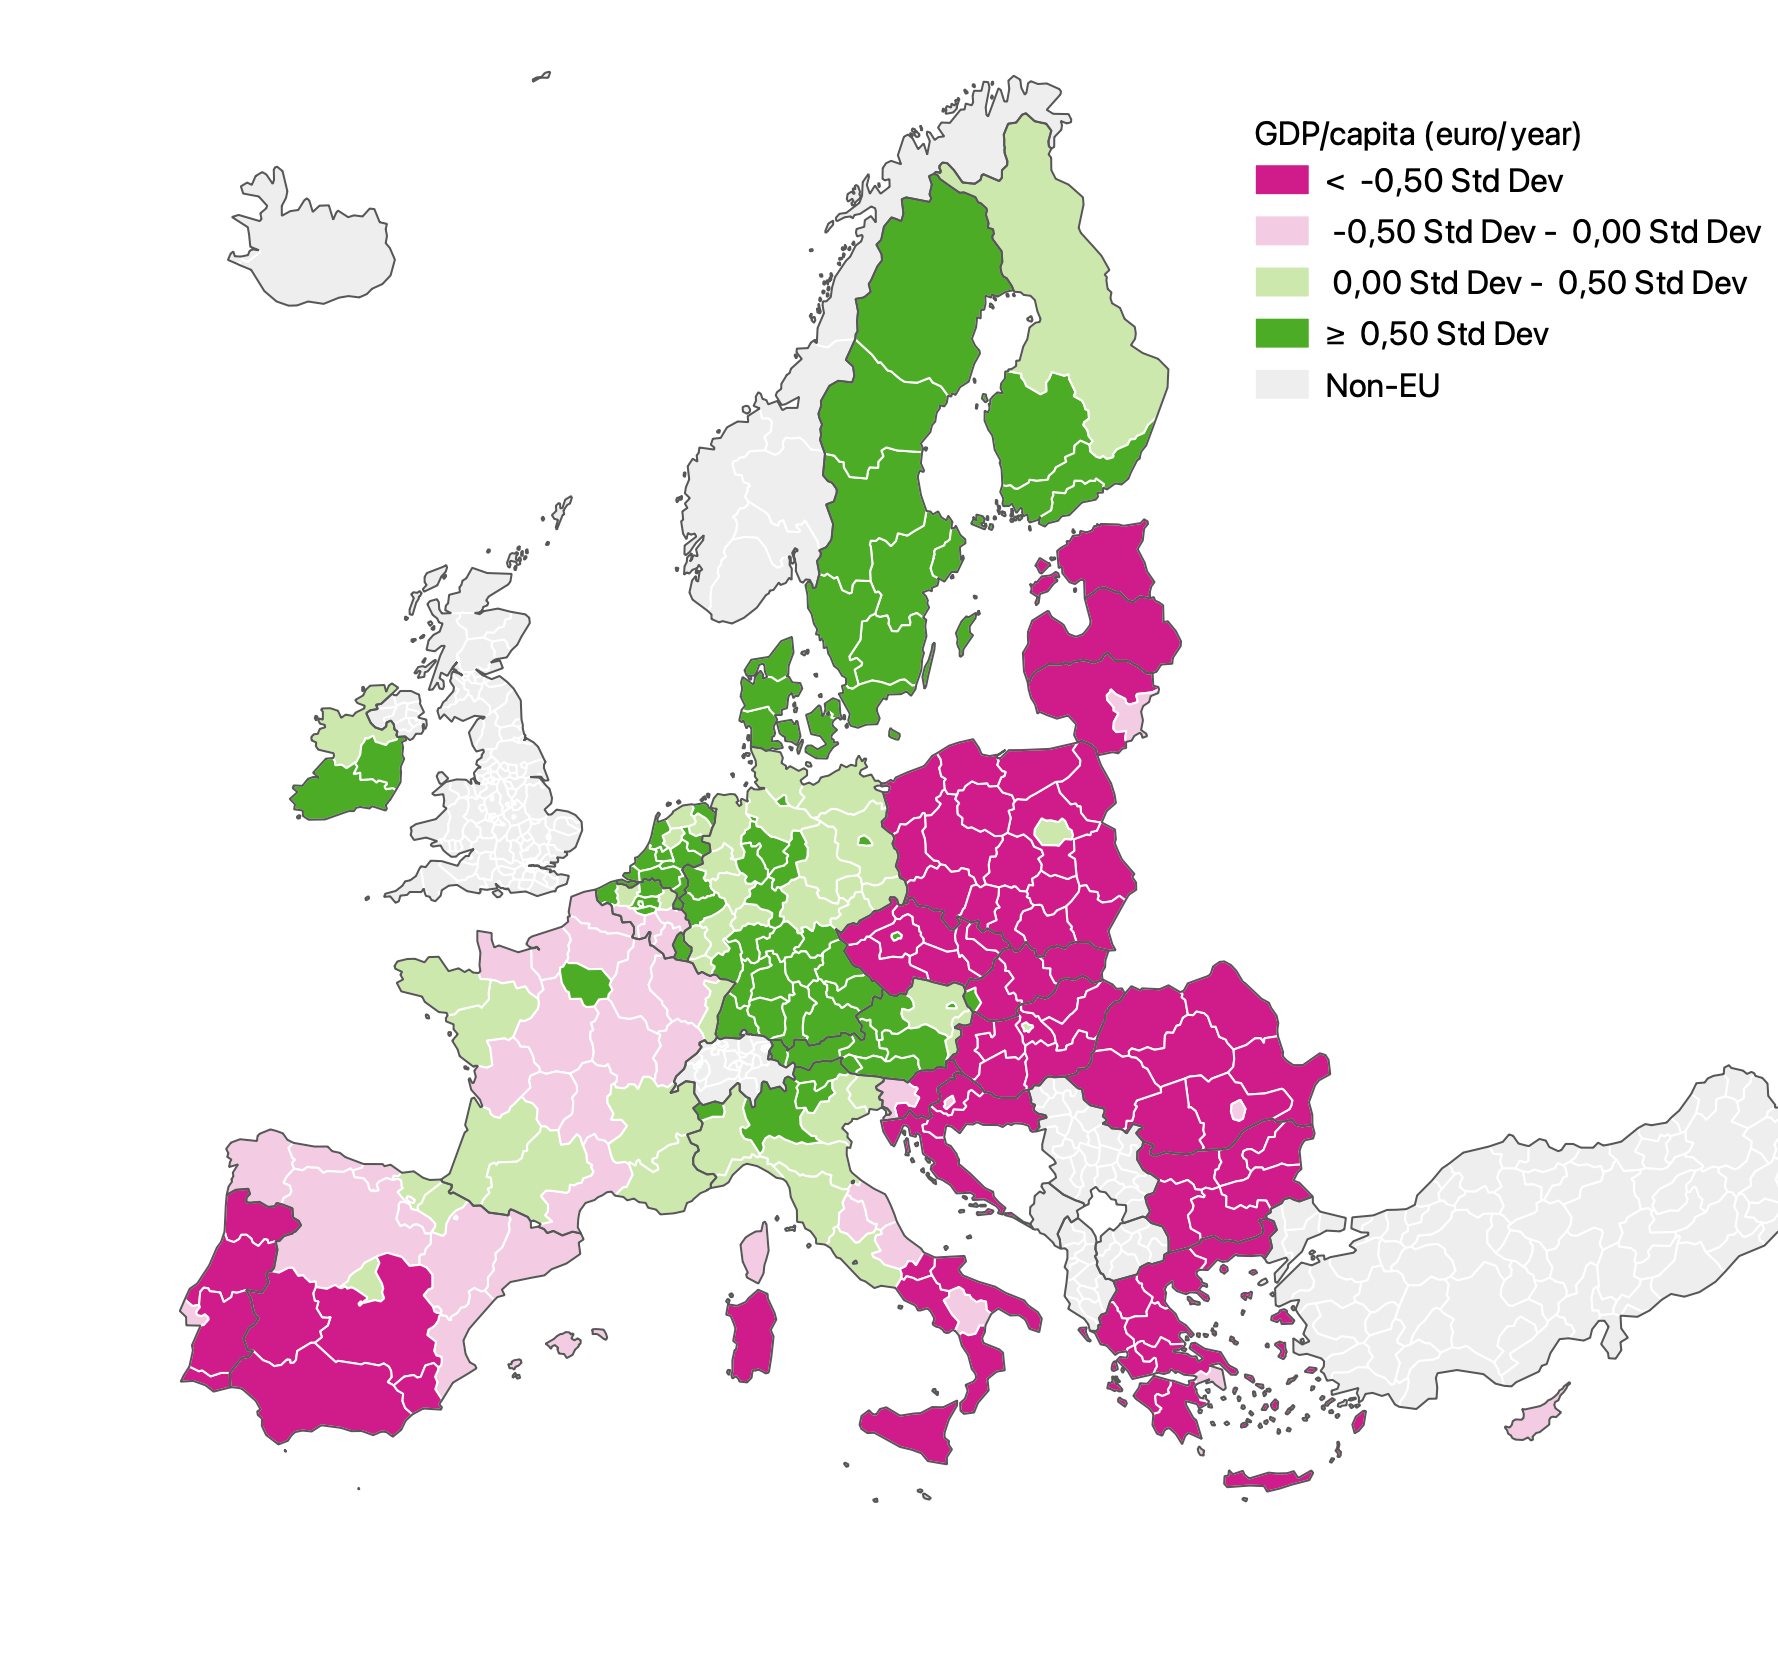 GDP/capita (euro/year)
< -0,50 Std Dev
-0,50 Std Dev - 0,00 Std Dev
0,00 Std Dev - 0,50 Std Dev
≥ 0,50 Std Dev
Non-EU